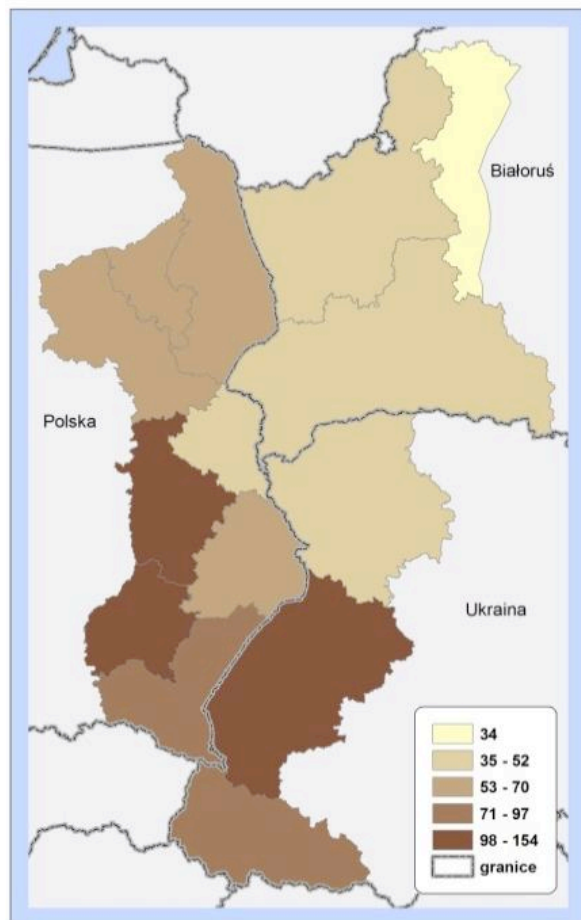 Białoruś
Polska
Ukraina
34
35 - 52
53 - 70
71 - 97
98 - 154
granice